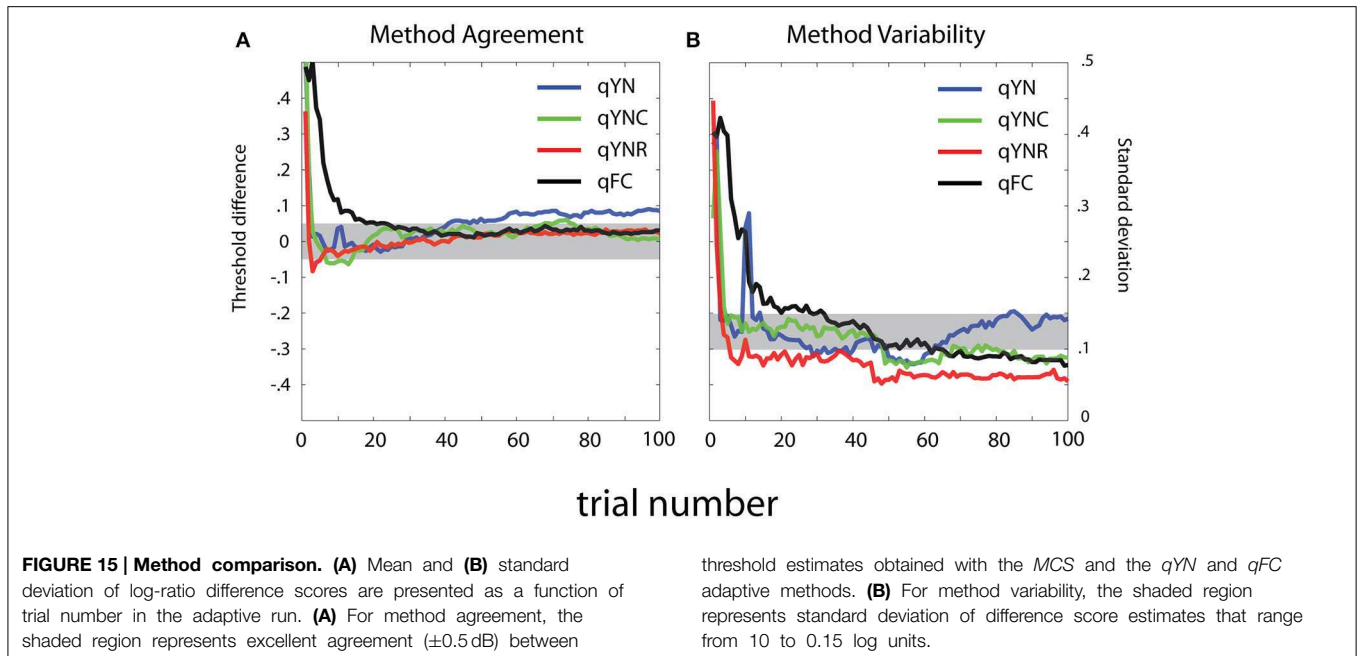 A
Method Agreement
.4
.3
.2
.1
0
-.1
-.2
-.3
-.4
Threshold difference
qYN
qYNC
qYNR
qFC
0 20 40 60 80 100
B
Method Variability
qYN
qYNC
qYNR
qFC
.5
.4
.3
.2
.1
0
Standard deviation
0 20 40 60 80 100
trial number
FIGURE 15 | Method comparison. (A) Mean and (B) standard
deviation of log-ratio difference scores are presented as a function of
trial number in the adaptive run. (A) For method agreement, the
shaded region represents excellent agreement (±0.5 dB) between
threshold estimates obtained with the MCS and the qYN and qFC
adaptive methods. (B) For method variability, the shaded region
represents standard deviation of difference score estimates that range
from 10 to 0.15 log units.